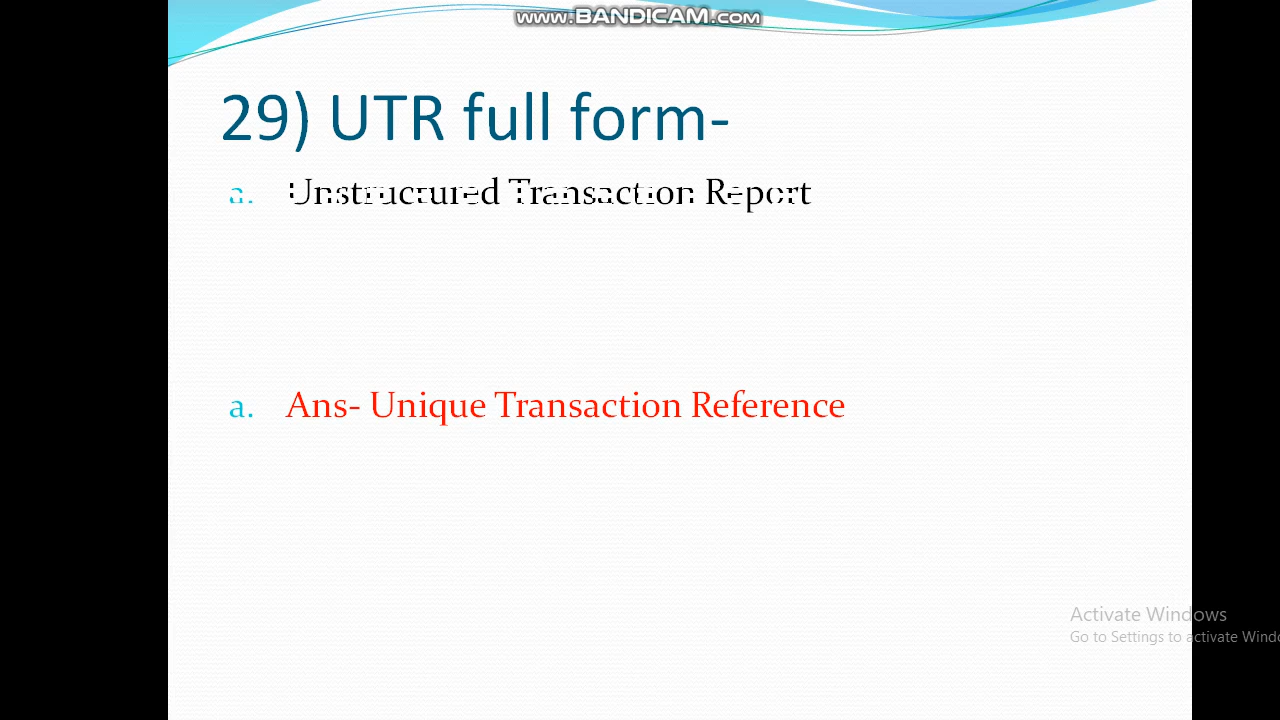 www.BANDICAM.com
29) UTR full form-
a. Unstructured Transaction Report
a. Ans- Unique Transaction Reference
Activate Windows
Go to Settings to activate